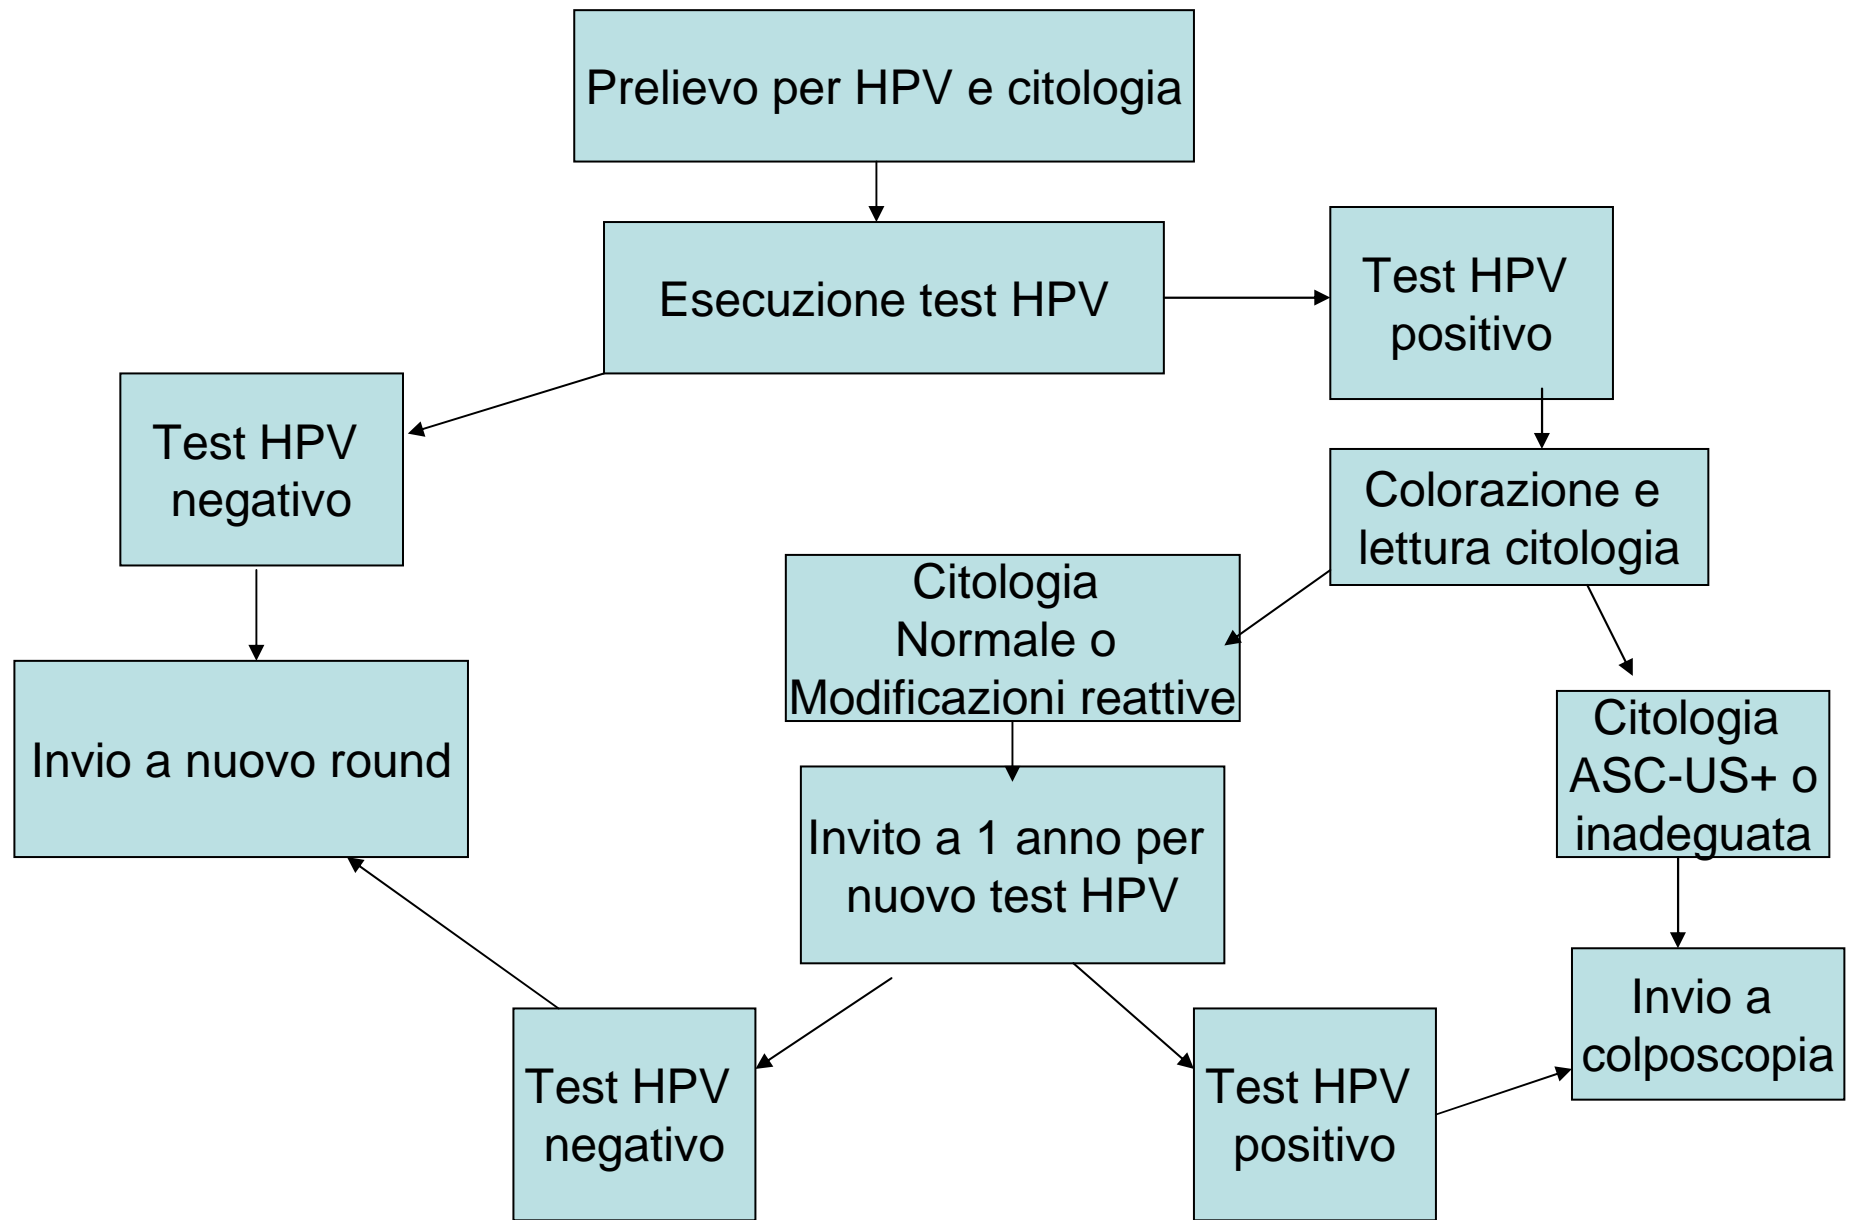 Prelievo per HPV e citologia
Esecuzione test HPV
Test HPV
positivo
Test HPV
negativo
Colorazione e
lettura citologia
Citologia
Normale o
Modificazioni reattive
Invio a nuovo round
Citologia
ASC-US+ o
inadeguata
Invito a 1 anno per
nuovo test HPV
Invio a
colposcopia
Test HPV
negativo
Test HPV
positivo